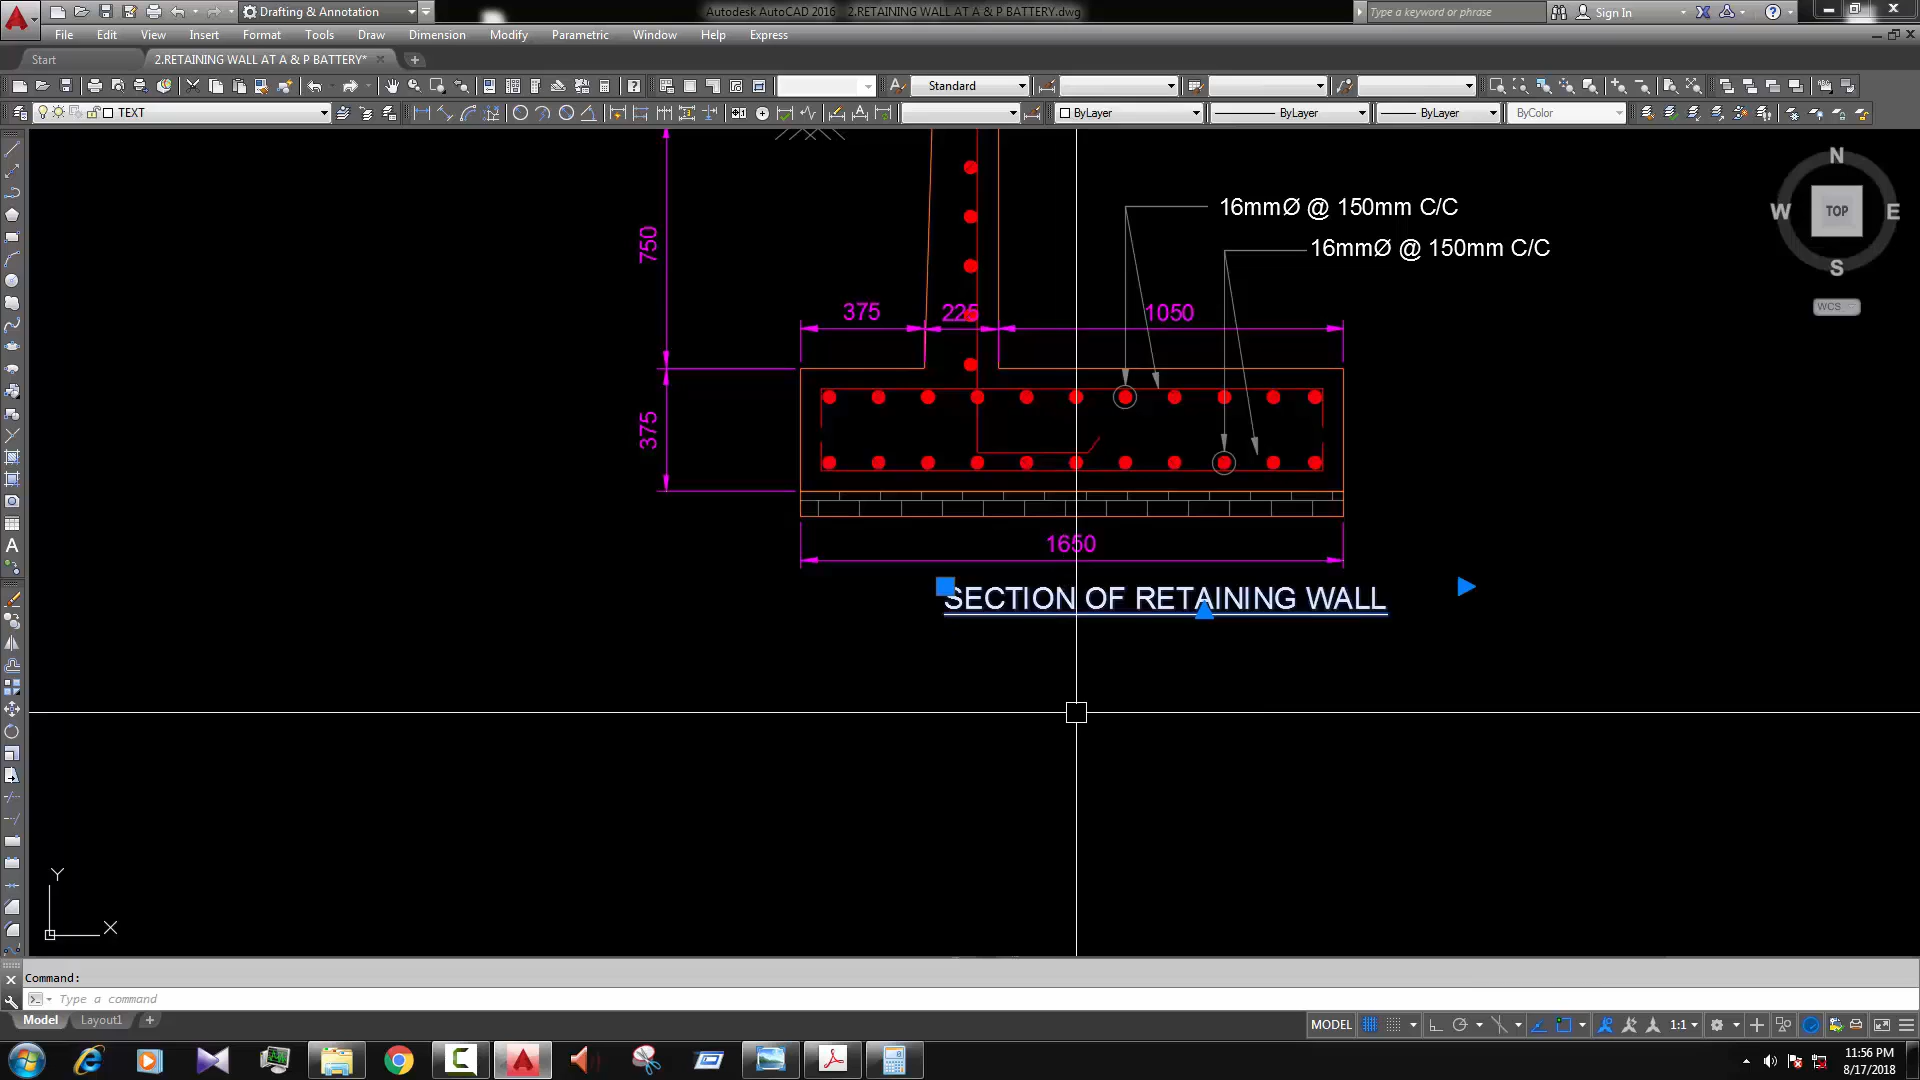 Drafting & Annotation
Autodesk AutoCAD 2016 - 2.RETAINING WALL AT A & P BATTERY.dwg
Type a keyword or phrase
Sign In
File Edit View Insert Format Tools Draw Dimension Modify Parametric Window Help Express
Start
2.RETAINING WALL AT A & P BATTERY*
Standard
TEXT
ByLayer
ByLayer
ByLayer
ByColor
N
W
TOP
E
S
WCS
16mmØ @ 150mm C/C
16mmØ @ 150mm C/C
750
375
225
1050
375
1650
SECTION OF RETAINING WALL
Y
X
Command:
Type a command
Model Layout1
MODEL
1:1
11:56 PM
8/17/2018